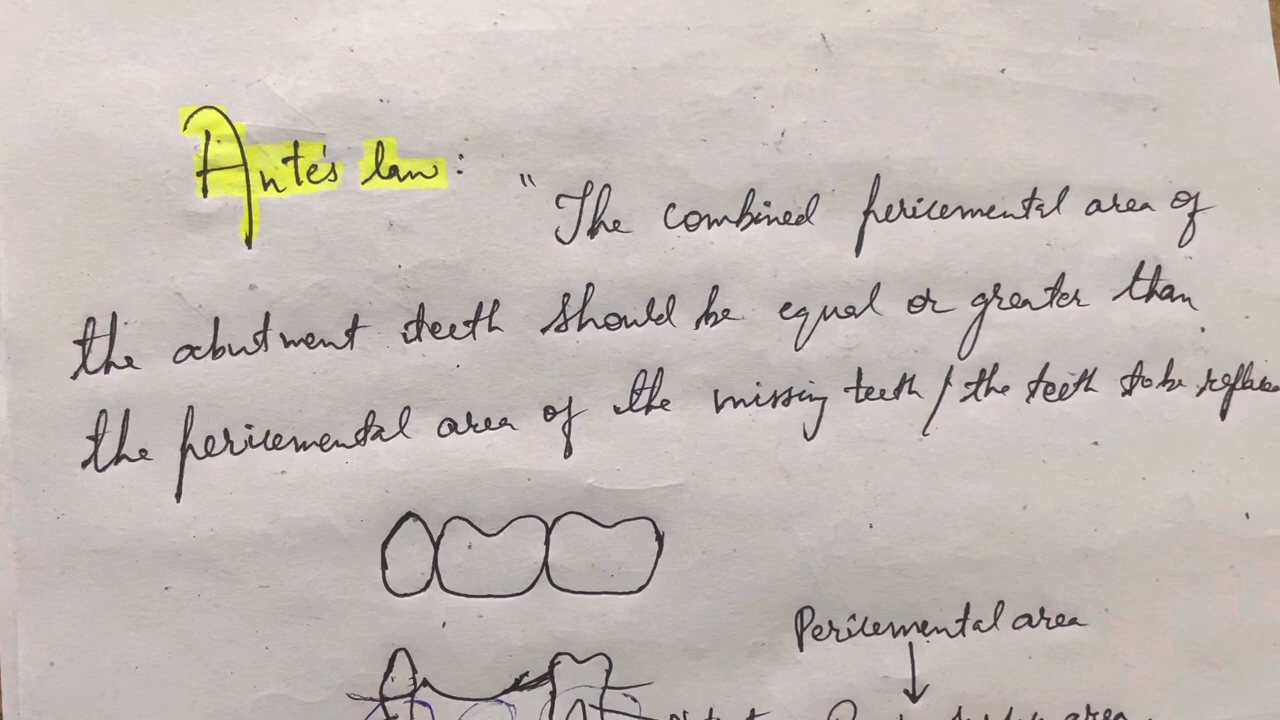 Ante's law:
"The combined pericemental area of
the abutment teeth should be equal or greater than
the pericemental area of the missing teeth / the teeth to be
Pericemental area
area